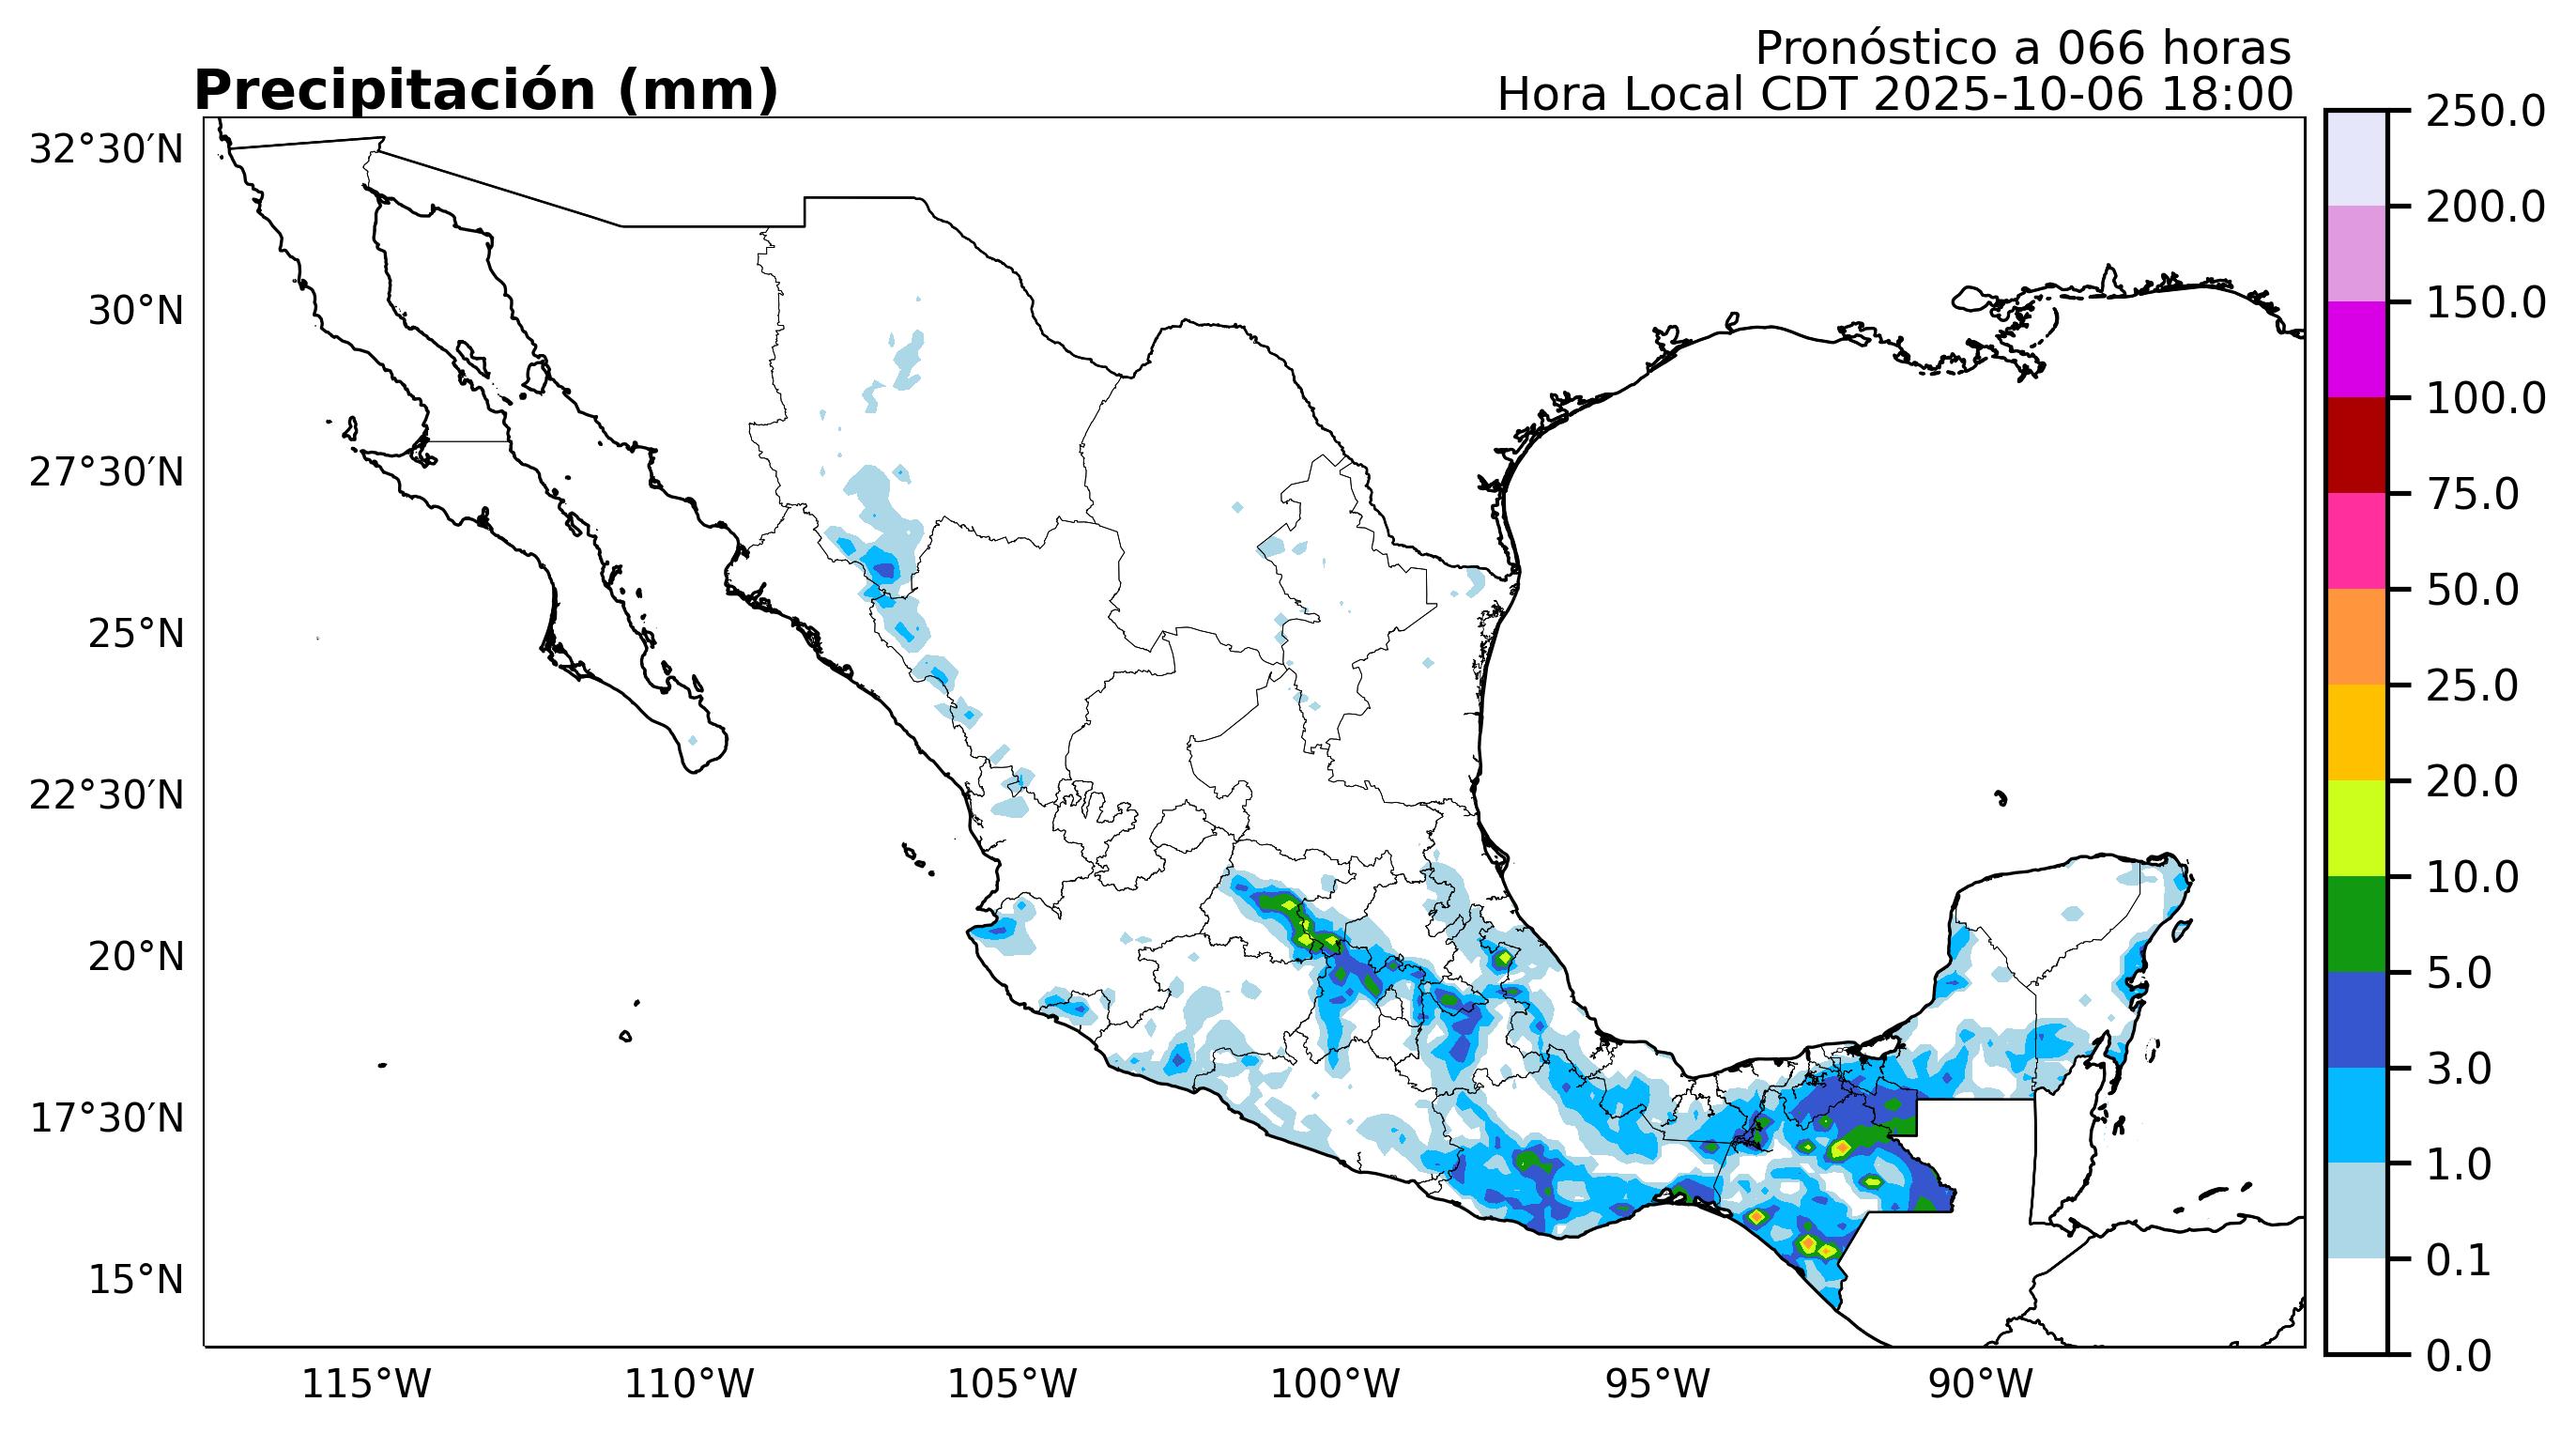 Pronóstico a 066 horas
Precipitación (mm)
Hora Local CDT 2025-10-06 18:00
32°30′N
30°N
27°30′N
25°N
22°30′N
20°N
17°30′N
15°N
115°W
110°W
105°W
100°W
95°W
90°W
250.0
200.0
150.0
100.0
75.0
50.0
25.0
20.0
10.0
5.0
3.0
1.0
0.1
0.0